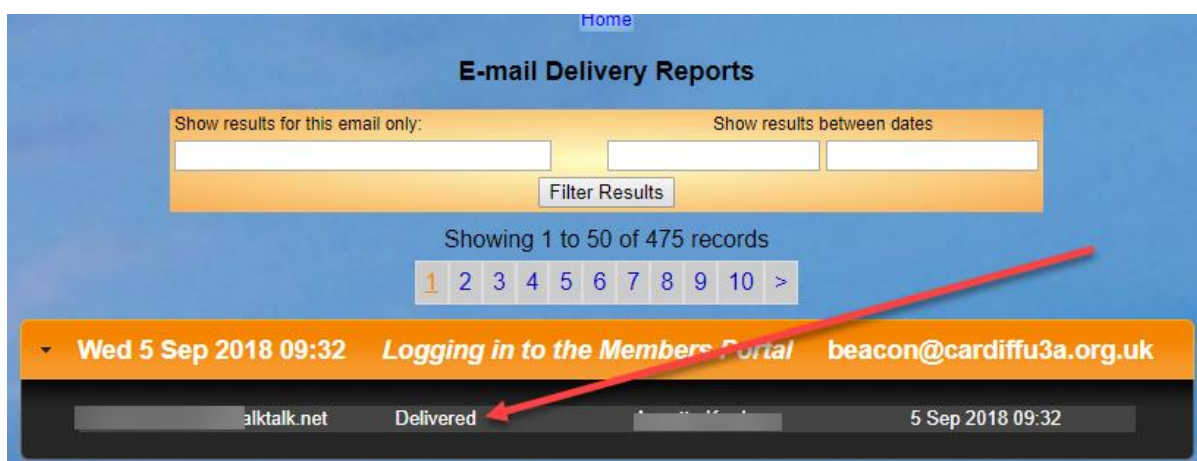 Home
E-mail Delivery Reports
Show results for this email only: Show results between dates
Filter Results
Showing 1 to 50 of 475 records
1 2 3 4 5 6 7 8 9 10 >
Wed 5 Sep 2018 09:32 Logging in to the Members Portal beacon@cardiffu3a.org.uk
alktalk.net Delivered 5 Sep 2018 09:32